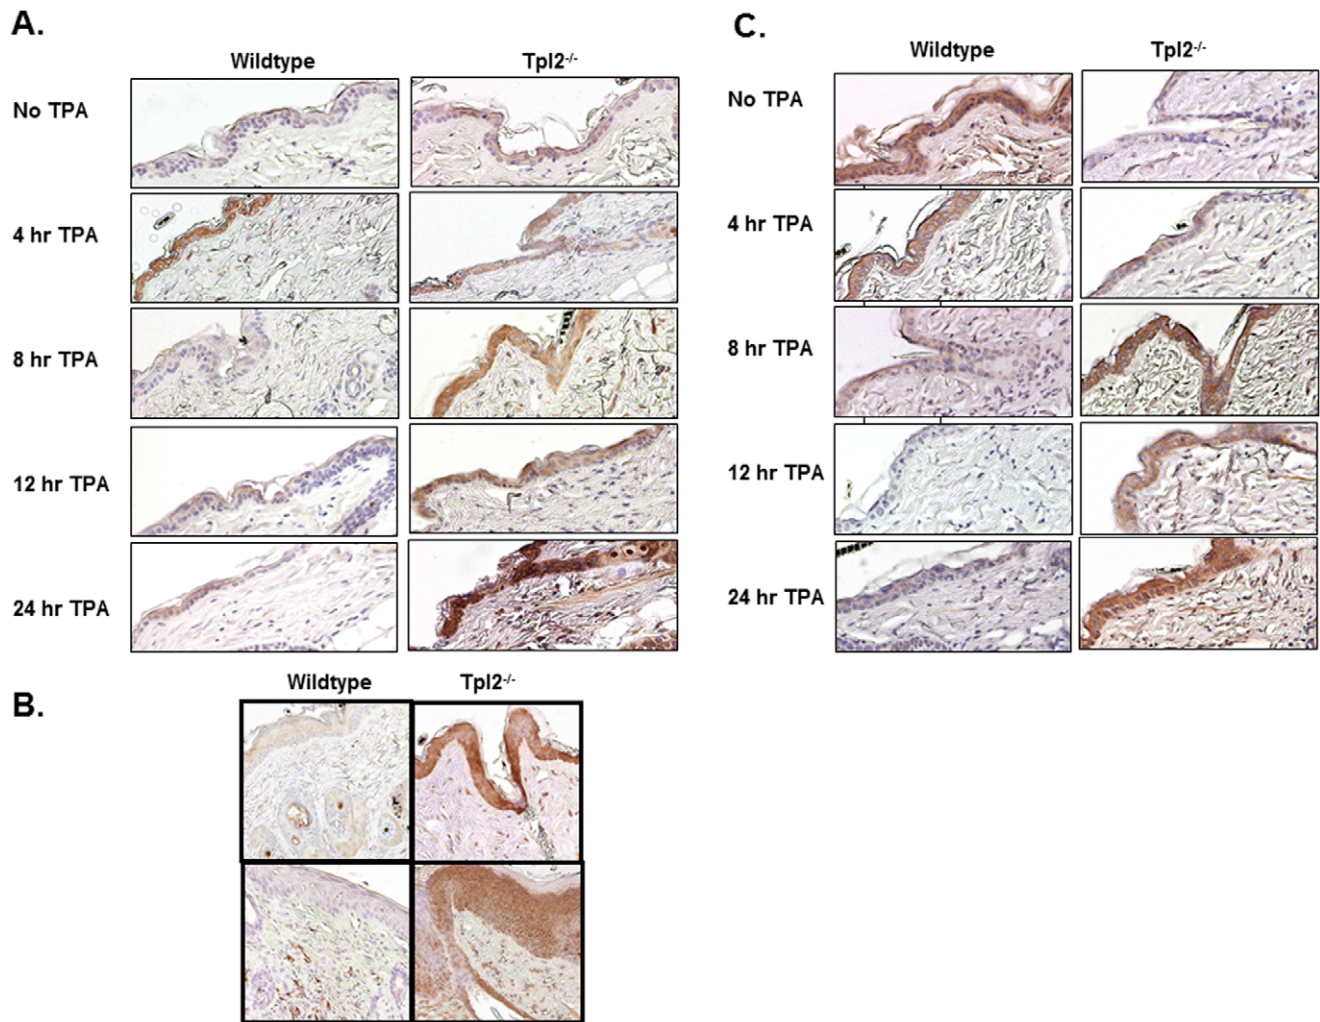 A.
Wildtype Tpl2-/-
No TPA
4 hr TPA
8 hr TPA
12 hr TPA
24 hr TPA
B.
Wildtype Tpl2-/-
C.
Wildtype Tpl2-/-
No TPA
4 hr TPA
8 hr TPA
12 hr TPA
24 hr TPA